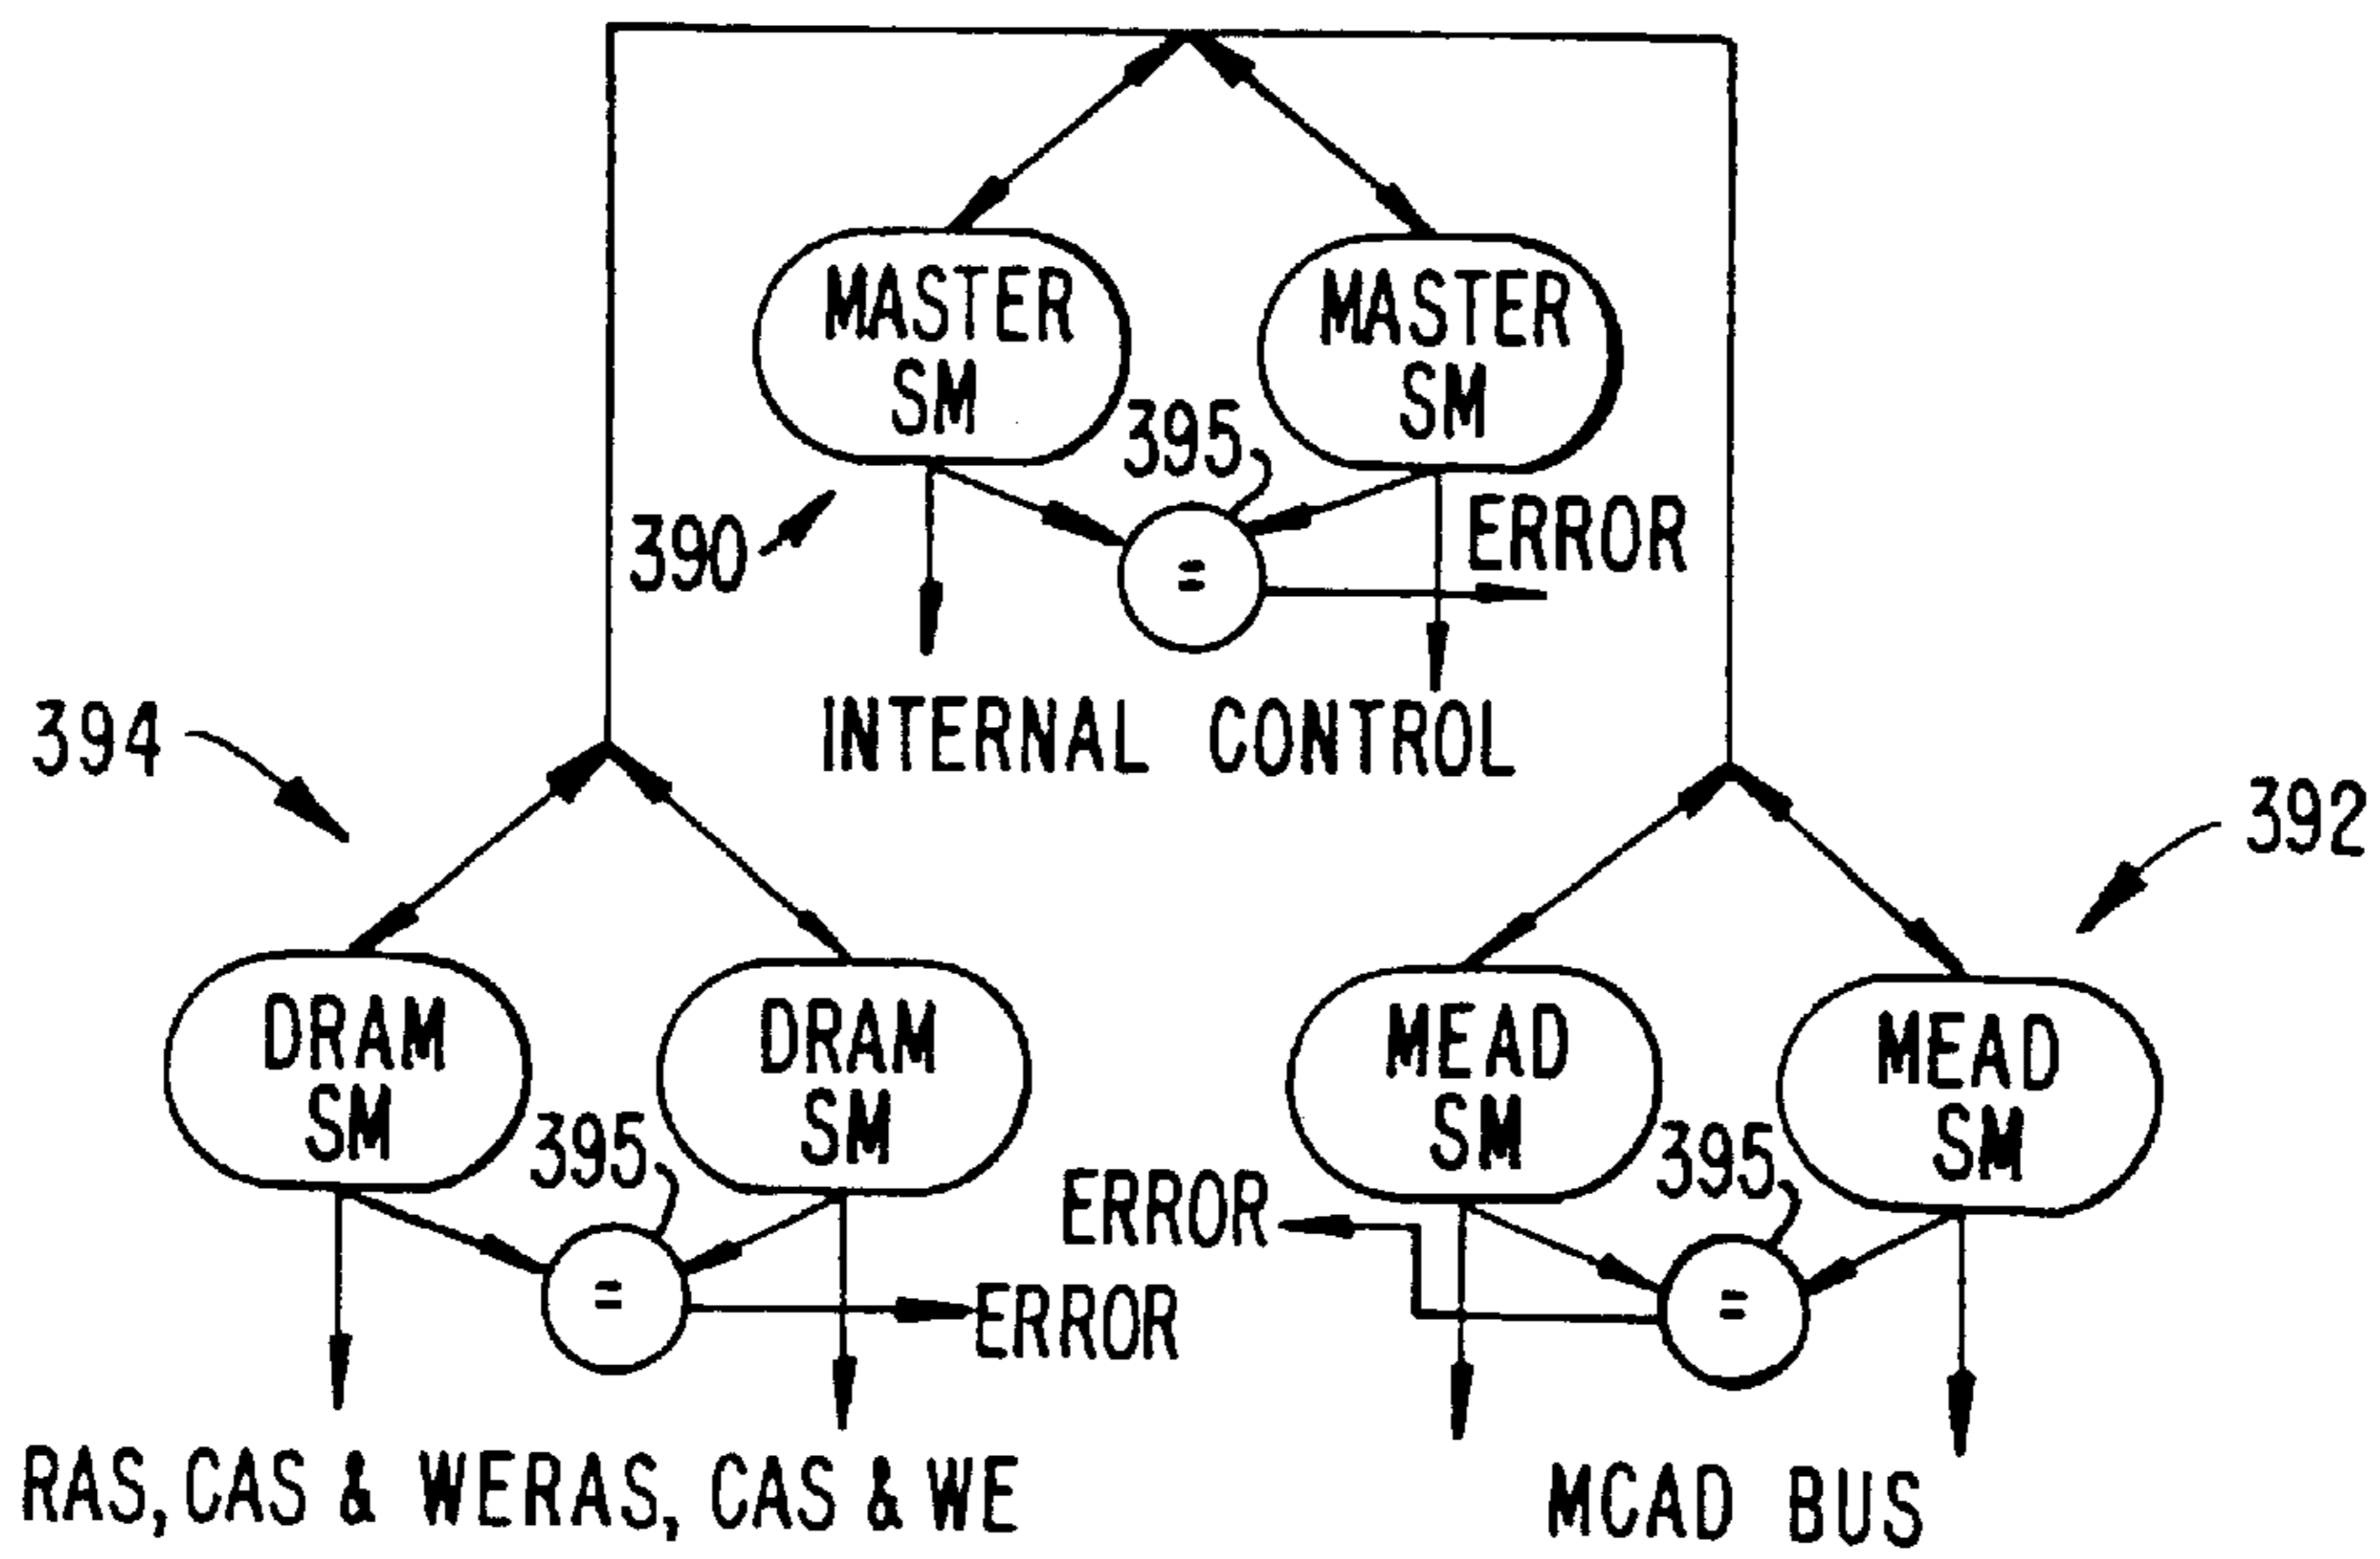 MASTER
SM
MASTER
SM
395
390
=
ERROR
INTERNAL CONTROL
394
392
DRAM
SM
DRAM
SM
395
=
ERROR
MEAD
SM
MEAD
SM
395
=
ERROR
RAS, CAS & WERAS, CAS & WE
MCAD BUS